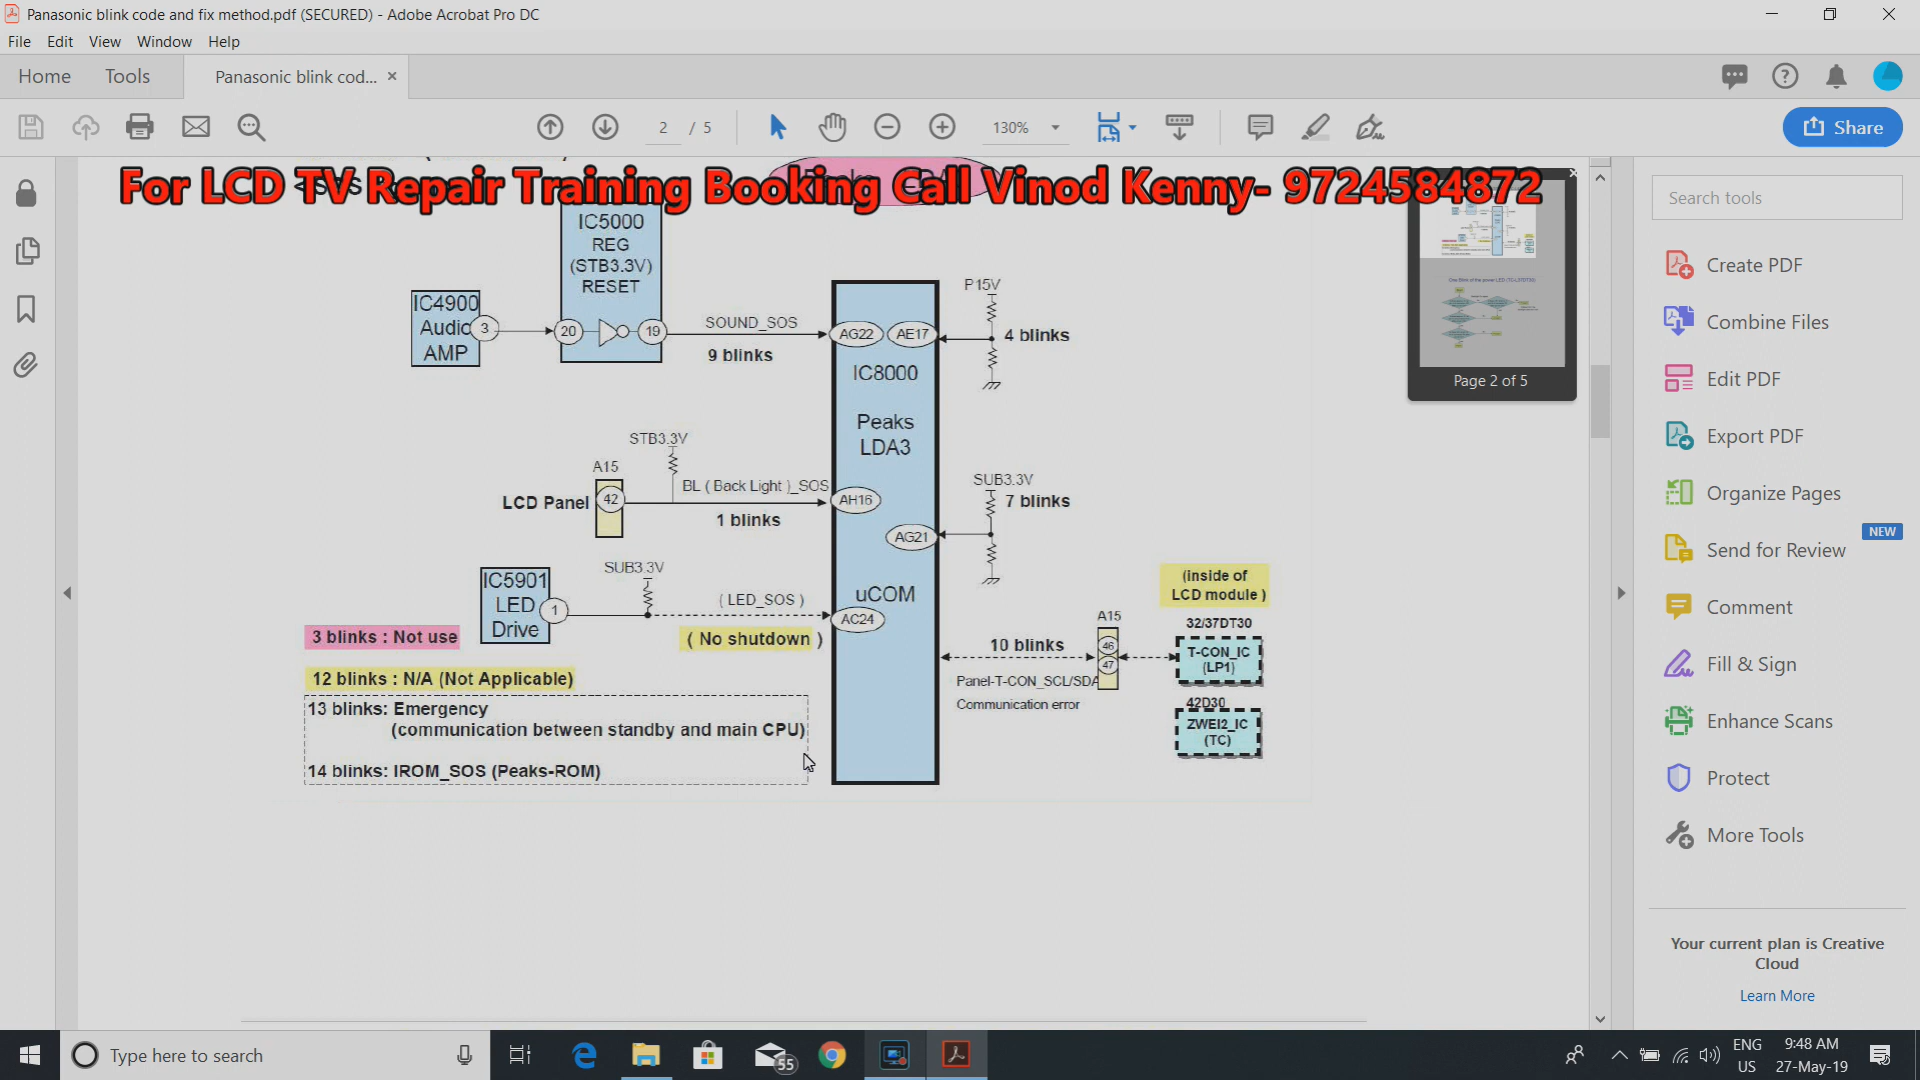 Panasonic blink code and fix method.pdf (SECURED) - Adobe Acrobat Pro DC
File Edit View Window Help
Home Tools Panasonic blink cod... ×
2 / 5 130% Share
For LCD TV Repair Training Booking Call Vinod Kenny- 9724584872
Search tools
IC5000
REG
(STB3.3V)
RESET
20 19
IC4900
Audio
AMP
3
SOUND_SOS
9 blinks
AG22 AE17
IC8000
Peaks
LDA3
P15V
4 blinks
STB3.3V
A15
42
LCD Panel
BL ( Back Light )_SOS
1 blinks
AH16
SUB3.3V
7 blinks
AG21
IC5901
LED
Drive
1
SUB3.3V
( LED_SOS )
( No shutdown )
uCOM
AC24
(inside of
LCD module )
A15
46
47
32/37DT30
T-CON_IC
(LP1)
10 blinks
Panel-T-CON_SCL/SDA
Communication error
42D30
ZWEI2_IC
(TC)
3 blinks : Not use
12 blinks : N/A (Not Applicable)
13 blinks: Emergency
(communication between standby and main CPU)
14 blinks: IROM_SOS (Peaks-ROM)
Page 2 of 5
Create PDF
Combine Files
Edit PDF
Export PDF
Organize Pages
NEW
Send for Review
Comment
Fill & Sign
Enhance Scans
Protect
More Tools
Your current plan is Creative
Cloud
Learn More
Type here to search
55
ENG
US
9:48 AM
27-May-19